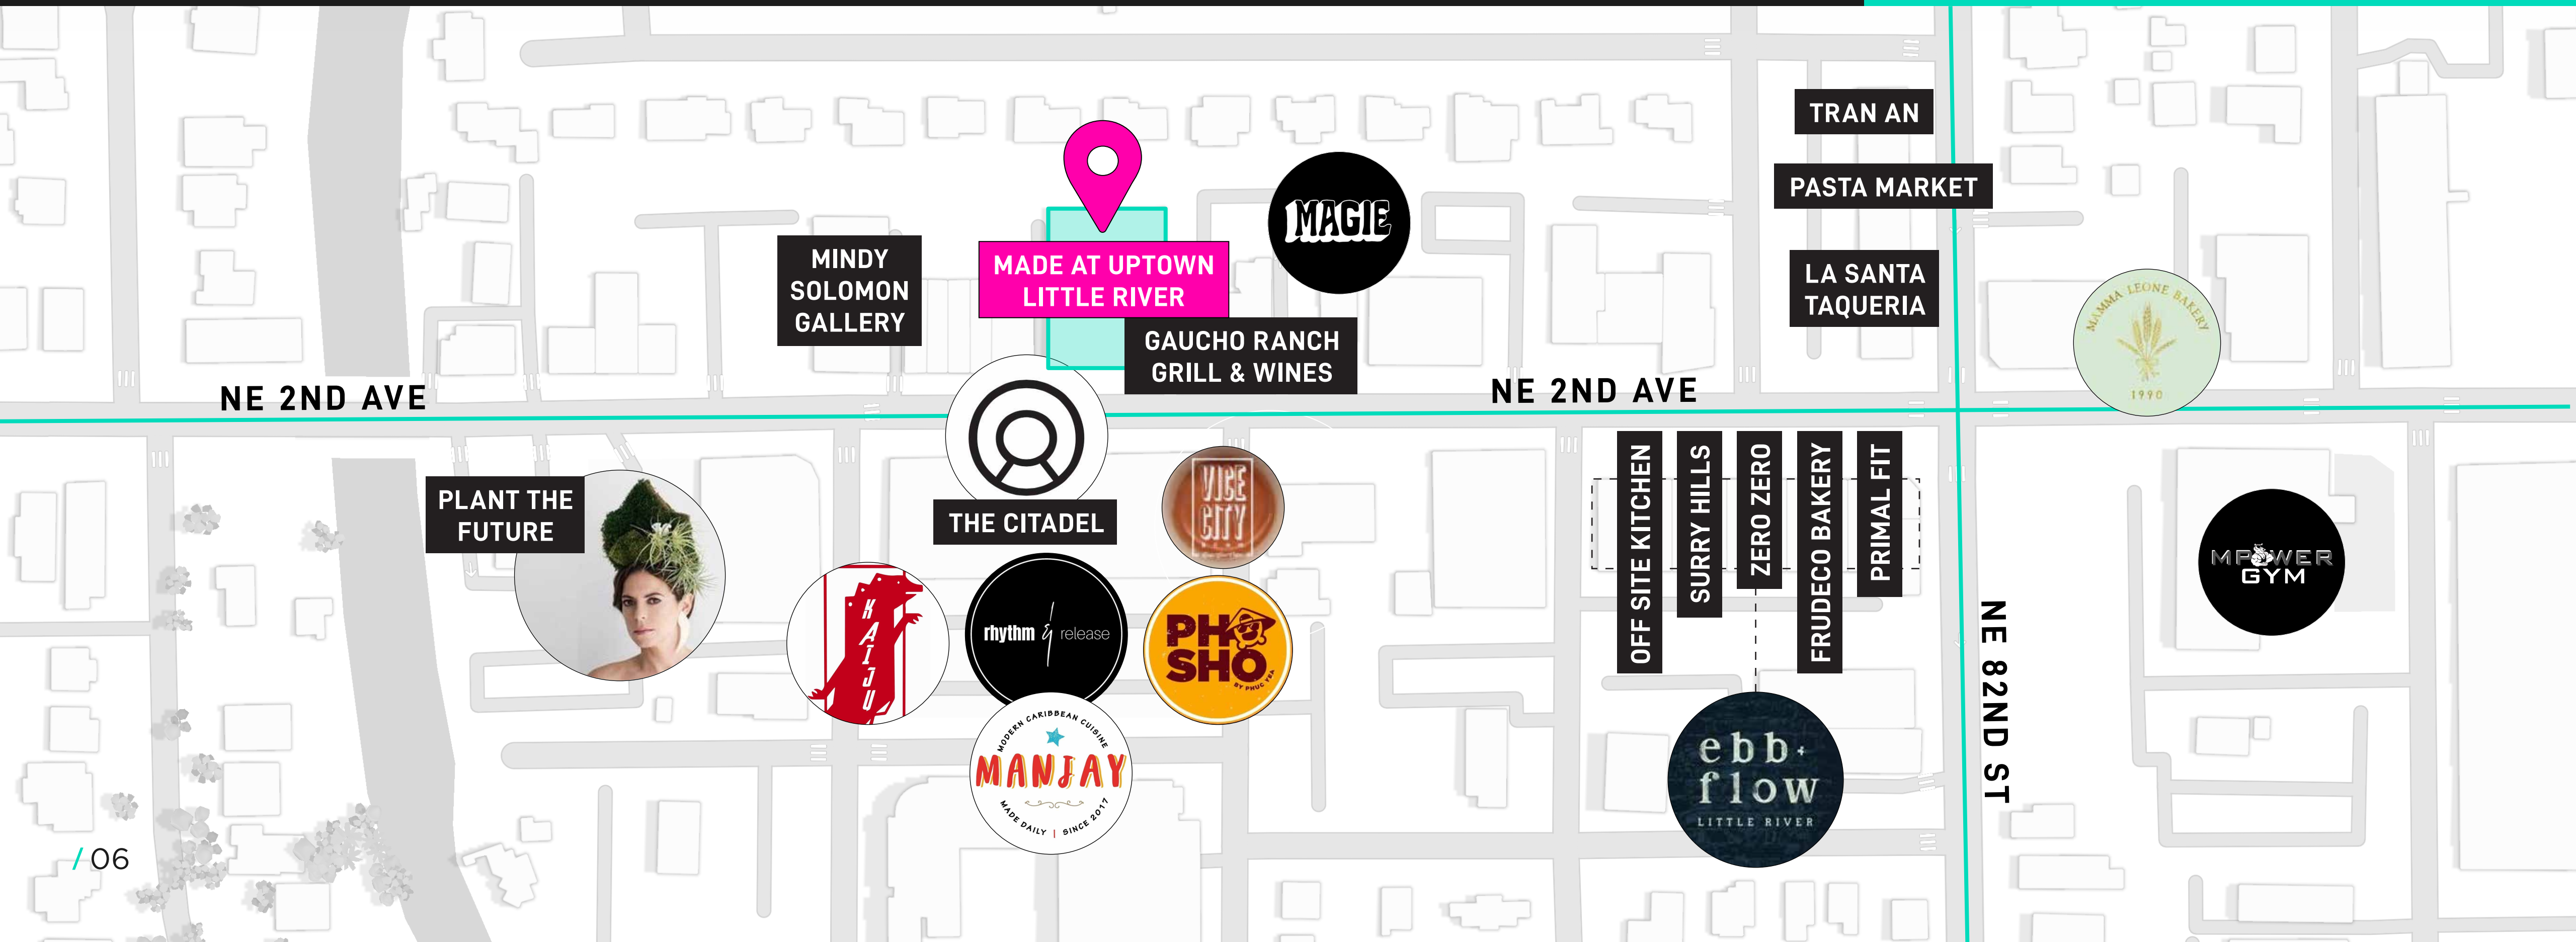 TRAN AN
PASTA MARKET
MAGIE
MINDY
SOLOMON
GALLERY
MADE AT UPTOWN
LITTLE RIVER
LA SANTA
TAQUERIA
MAMMA LEONE BAKERY
1990
GAUCHO RANCH
GRILL & WINES
NE 2ND AVE
NE 2ND AVE
PLANT THE
FUTURE
THE CITADEL
VICE
CITY
OFF SITE KITCHEN
SURRY HILLS
ZERO ZERO
FRUDECO BAKERY
PRIMAL FIT
MPOWER
GYM
KAIJU
rhythm & release
PHO
SHO
BY PHUC YEA
NE 82ND ST
MODERN CARIBBEAN CUISINE
MANJAY
MADE DAILY | SINCE 2017
ebb+
flow
LITTLE RIVER
/ 06